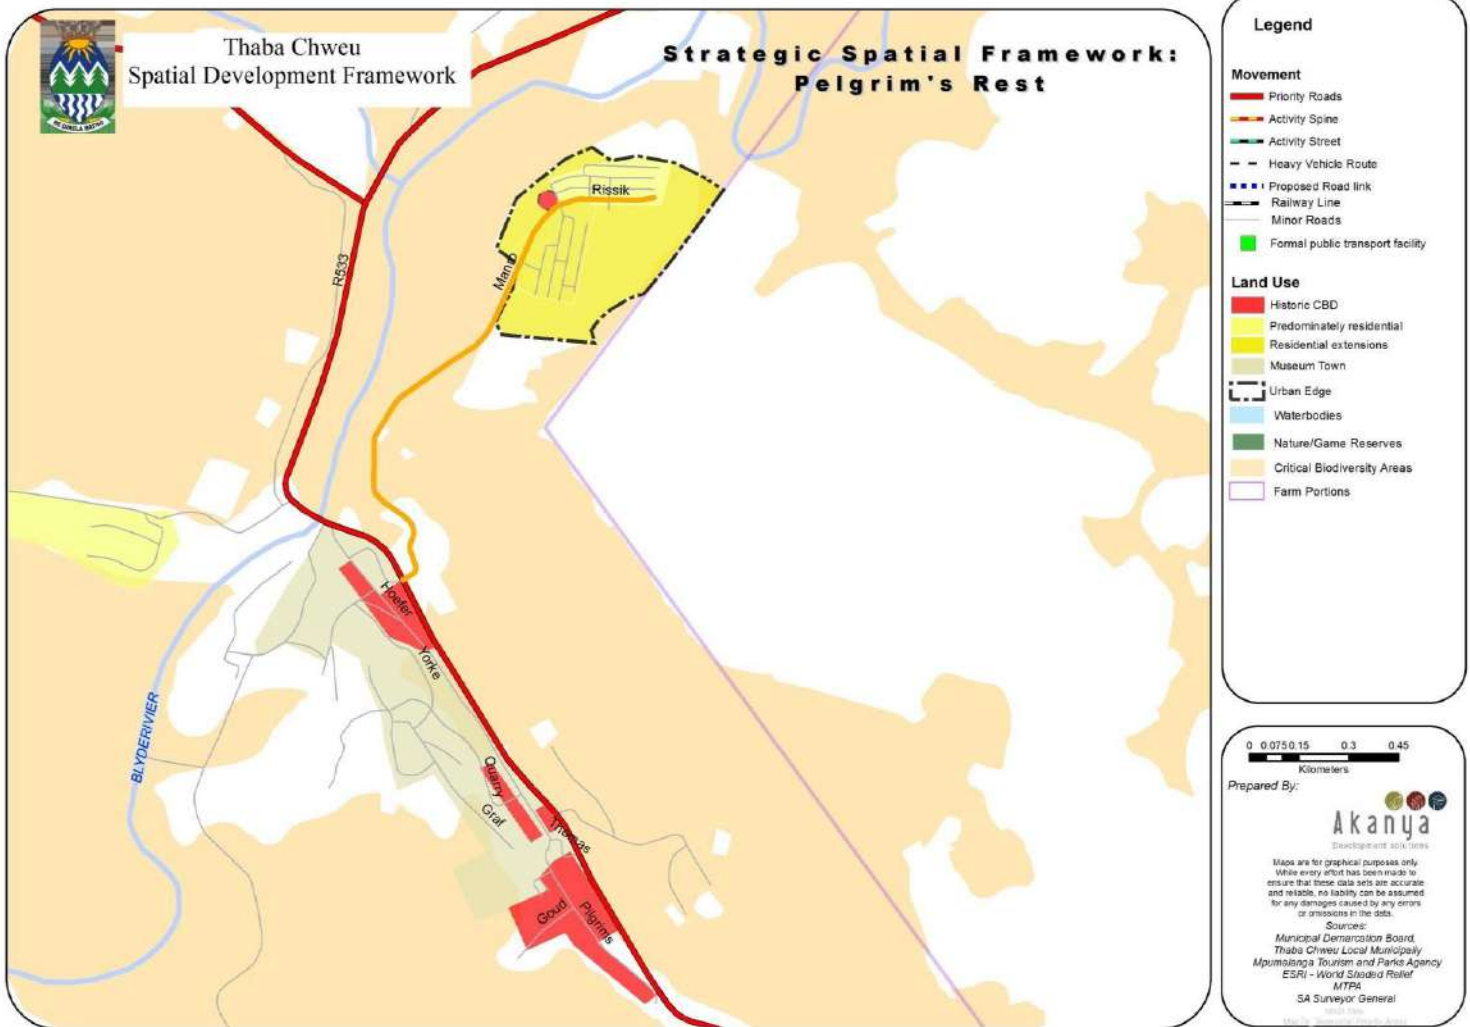 Thaba Chweu
Spatial Development Framework
Strategic Spatial Framework:
Pelgrim's Rest
R533
Rissik
BLYDERIVIER
Hoefer
Yorke
Quarry
Graf
Thomas
Goud
Pilgrims
Legend
Movement
Priority Roads
Activity Spine
Activity Street
Heavy Vehicle Route
Proposed Road link
Railway Line
Minor Roads
Formal public transport facility
Land Use
Historic CBD
Predominately residential
Residential extensions
Museum Town
Urban Edge
Waterbodies
Nature/Game Reserves
Critical Biodiversity Areas
Farm Portions
0 0.075 0.15 0.3 0.45
Kilometers
Prepared By:
Akanya
Development solutions
Maps are for graphical purposes only
While every effort has been made to
ensure that these data sets are accurate
and reliable, no liability can be assumed
for any damages caused by any errors
or omissions in the data.
Sources:
Municipal Demarcation Board,
Thaba Chweu Local Municipally
Mpumalanga Tourism and Parks Agency
ESRI - World Shaded Relief
MTPA
SA Surveyor General